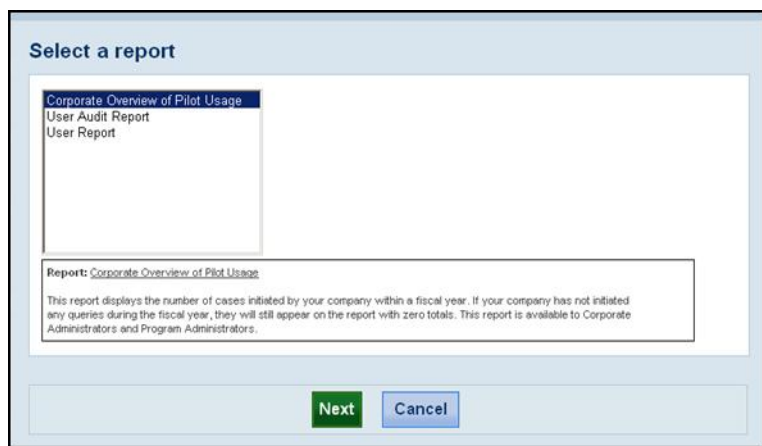 Select a report
Corporate Overview of Pilot Usage
User Audit Report
User Report
Report: Corporate Overview of Pilot Usage
This report displays the number of cases initiated by your company within a fiscal year. If your company has not initiated
any queries during the fiscal year, they will still appear on the report with zero totals. This report is available to Corporate
Administrators and Program Administrators.
Next
Cancel